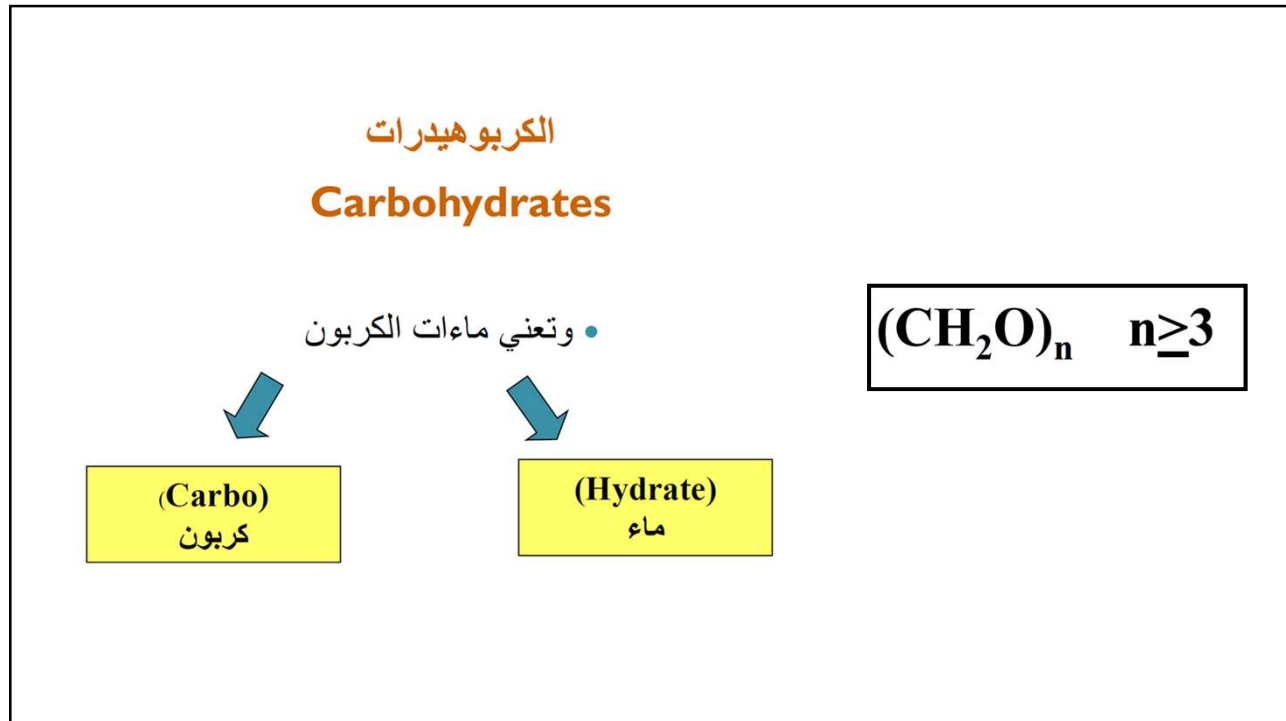 الكربوهيدرات
Carbohydrates
• وتعني ماءات الكربون
(CH₂O)ₙ n≥3
(Carbo)
كربون
(Hydrate)
ماء